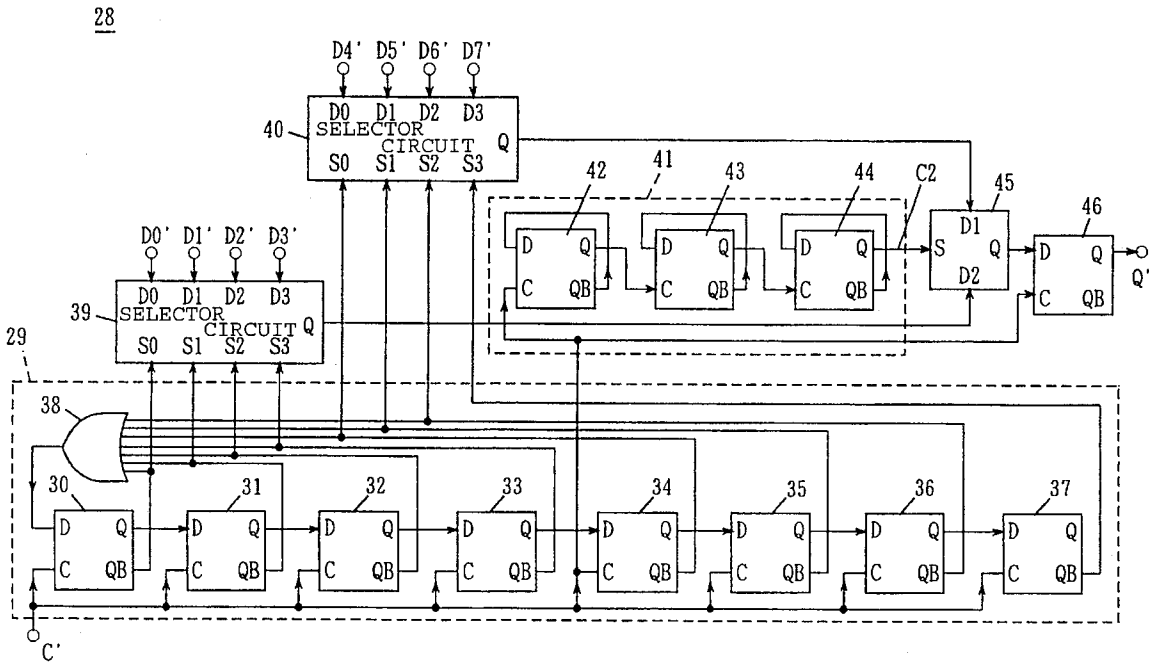 28
D4' D5' D6' D7'
D0 D1 D2 D3
40 SELECTOR
CIRCUIT Q
S0 S1 S2 S3
41
42 43 44 C2 45 46
D0' D1' D2' D3'
D Q D Q D Q D1
S Q D Q
D2 Q'
C QB C QB C QB C QB
D0 D1 D2 D3
39 SELECTOR
CIRCUIT Q
S0 S1 S2 S3
29
38
30 31 32 33 34 35 36 37
D Q D Q D Q D Q D Q D Q D Q D Q
C QB C QB C QB C QB C QB C QB C QB C QB
C'